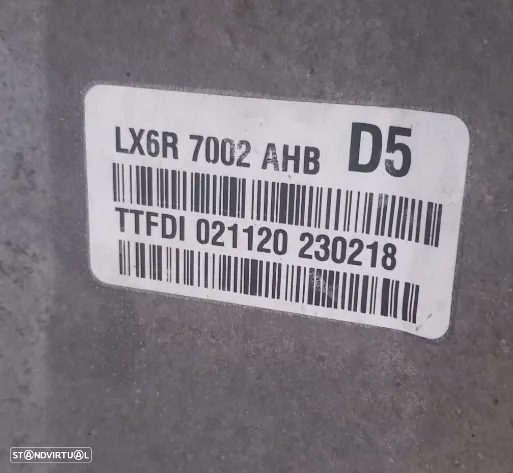 LX6R 7002 AHB D5
TTFDI 021120 230218
STANDVIRTUAL